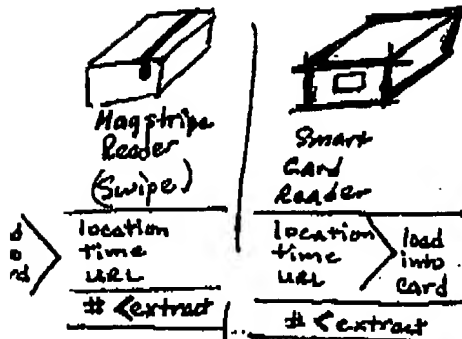 Magstripe
Reader
(Swipe)
location
time
URL
# < extract
Smart
Card
Reader
location
time
URL
load
into
card
# < extract